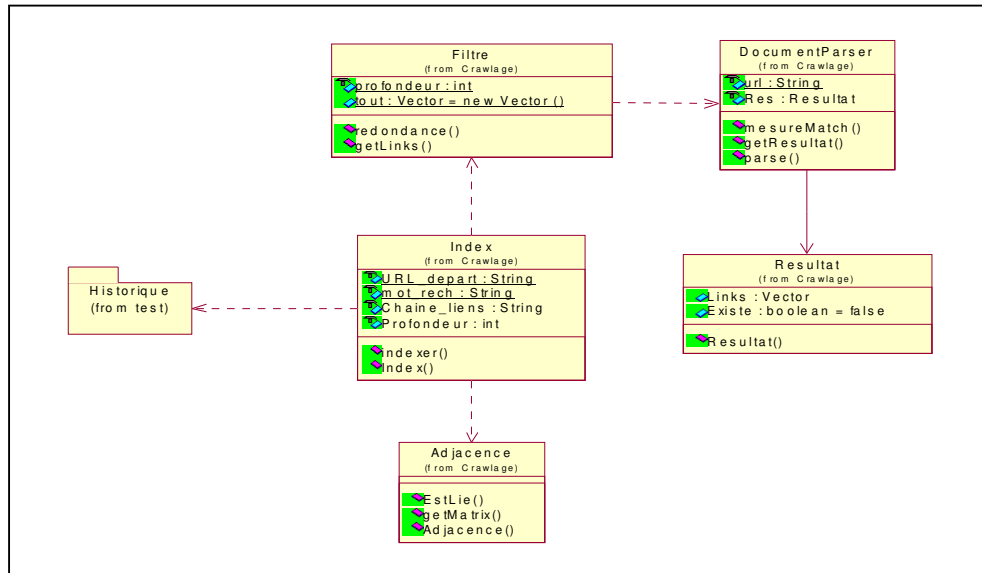 Filtre
(from Crawlage)
profondeur : int
tout : Vector = new Vector()
redondance()
getLinks()
DocumentParser
(from Crawlage)
url : String
Res : Resultat
mesureMatch()
getResultat()
parse()
Index
(from Crawlage)
URL_depart : String
mot_rech : String
Chaine_liens : String
Profondeur : int
indexer()
Index()
Historique
(from test)
Resultat
(from Crawlage)
Links : Vector
Existe : boolean = false
Resultat()
Adjacence
(from Crawlage)
EstLie()
getMatrix()
Adjacence()